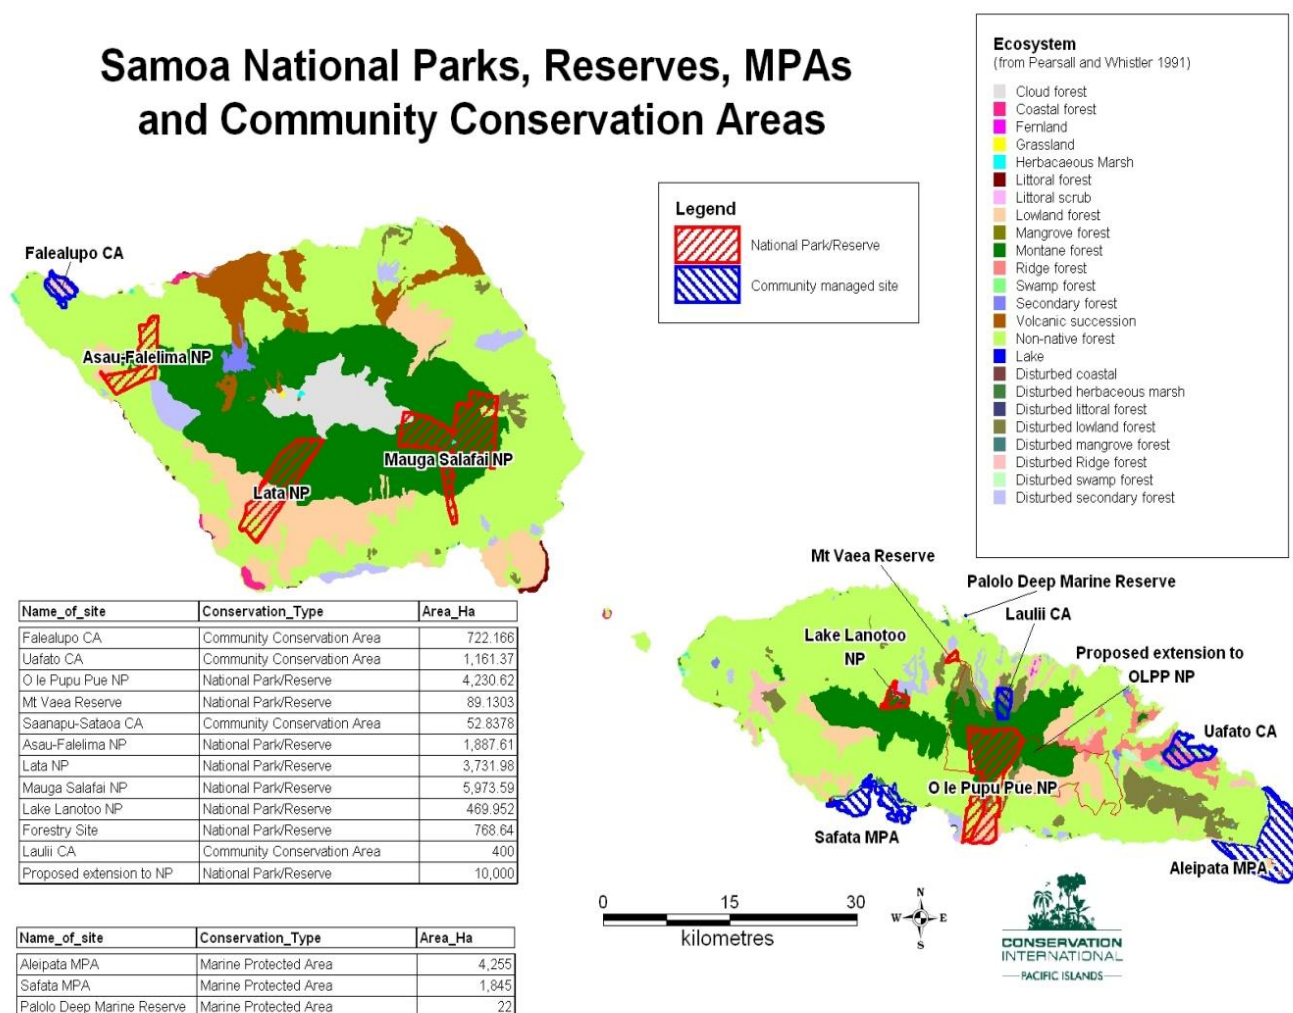 Samoa National Parks, Reserves, MPAs
and Community Conservation Areas
Ecosystem
(from Pearsall and Whistler 1991)
Cloud forest
Coastal forest
Fernland
Grassland
Herbacaeous Marsh
Littoral forest
Littoral scrub
Lowland forest
Mangrove forest
Montane forest
Ridge forest
Swamp forest
Secondary forest
Volcanic succession
Non-native forest
Lake
Disturbed coastal
Disturbed herbaceous marsh
Disturbed littoral forest
Disturbed lowland forest
Disturbed mangrove forest
Disturbed Ridge forest
Disturbed swamp forest
Disturbed secondary forest
Legend
National Park/Reserve
Community managed site
Falealupo CA
Asau-Falelima NP
Mauga Salafai NP
Lata NP
Mt Vaea Reserve
Palolo Deep Marine Reserve
Laulii CA
Lake Lanotoo
NP
Proposed extension to
OLPP NP
Uafato CA
O le Pupu Pue NP
Safata MPA
Aleipata MPA
Name_of_site Conservation_Type Area_Ha
Falealupo CA Community Conservation Area 722.166
Uafato CA Community Conservation Area 1,161.37
O le Pupu Pue NP National Park/Reserve 4,230.62
Mt Vaea Reserve National Park/Reserve 89.1303
Saanapu-Sataoa CA Community Conservation Area 52.8378
Asau-Falelima NP National Park/Reserve 1,887.61
Lata NP National Park/Reserve 3,731.98
Mauga Salafai NP National Park/Reserve 5,973.59
Lake Lanotoo NP National Park/Reserve 469.952
Forestry Site National Park/Reserve 768.64
Laulii CA Community Conservation Area 400
Proposed extension to NP National Park/Reserve 10,000
Name_of_site Conservation_Type Area_Ha
Aleipata MPA Marine Protected Area 4,255
Safata MPA Marine Protected Area 1,845
Palolo Deep Marine Reserve Marine Protected Area 22
0 15 30
kilometres
N
W E
S
CONSERVATION
INTERNATIONAL
PACIFIC ISLANDS